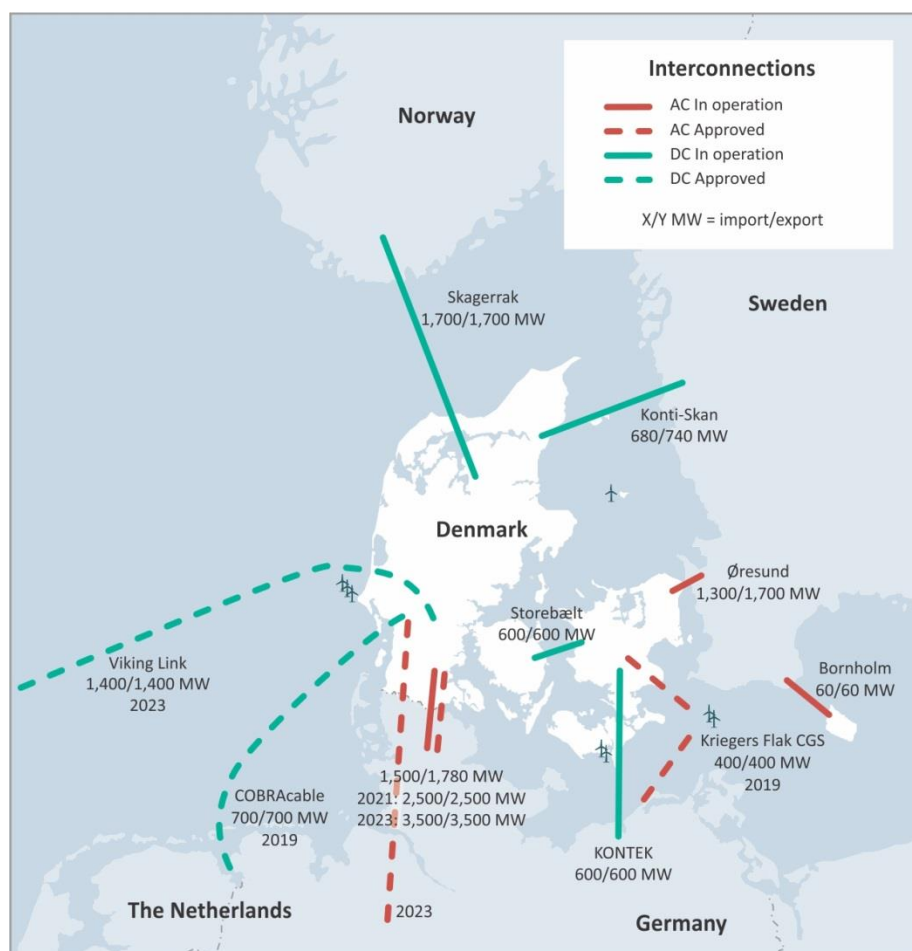 Interconnections
AC In operation
AC Approved
DC In operation
DC Approved
X/Y MW = import/export
Norway
Sweden
Skagerrak
1,700/1,700 MW
Konti-Skan
680/740 MW
Denmark
Øresund
1,300/1,700 MW
Storebælt
600/600 MW
Viking Link
1,400/1,400 MW
2023
Bornholm
60/60 MW
Kriegers Flak CGS
400/400 MW
2019
COBRAcable
700/700 MW
2019
1,500/1,780 MW
2021: 2,500/2,500 MW
2023: 3,500/3,500 MW
KONTEK
600/600 MW
The Netherlands
2023
Germany